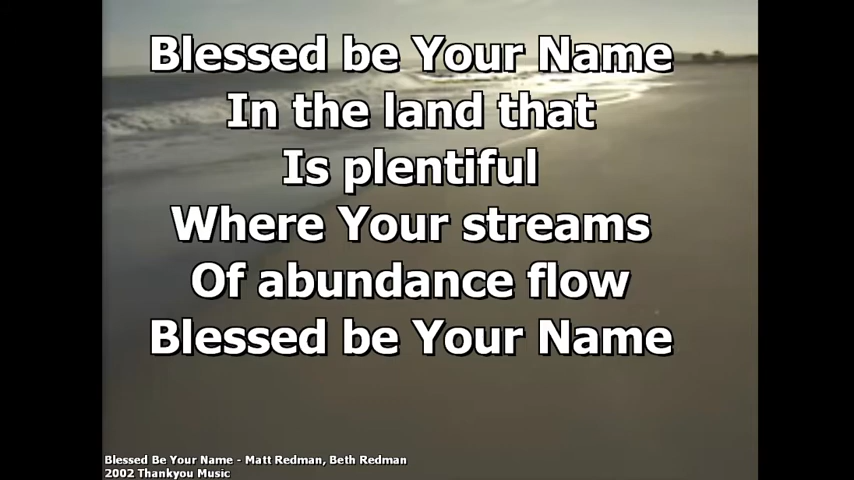 Blessed be Your Name
In the land that
Is plentiful
Where Your streams
Of abundance flow
Blessed be Your Name
Blessed Be Your Name - Matt Redman, Beth Redman
2002 Thankyou Music